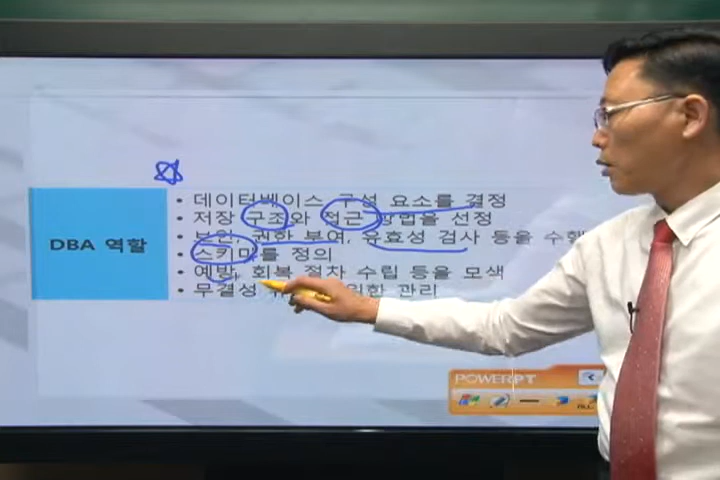 DBA 역할
• 데이터베이스 구성 요소를 결정
• 저장 구조와 접근 방법을 선정
• 보안, 권한 부여, 유효성 검사 등을 수행
• 스키마를 정의
• 예방, 회복 절차 수립 등을 모색
• 무결성 위한 관리
POWERPT
ALL